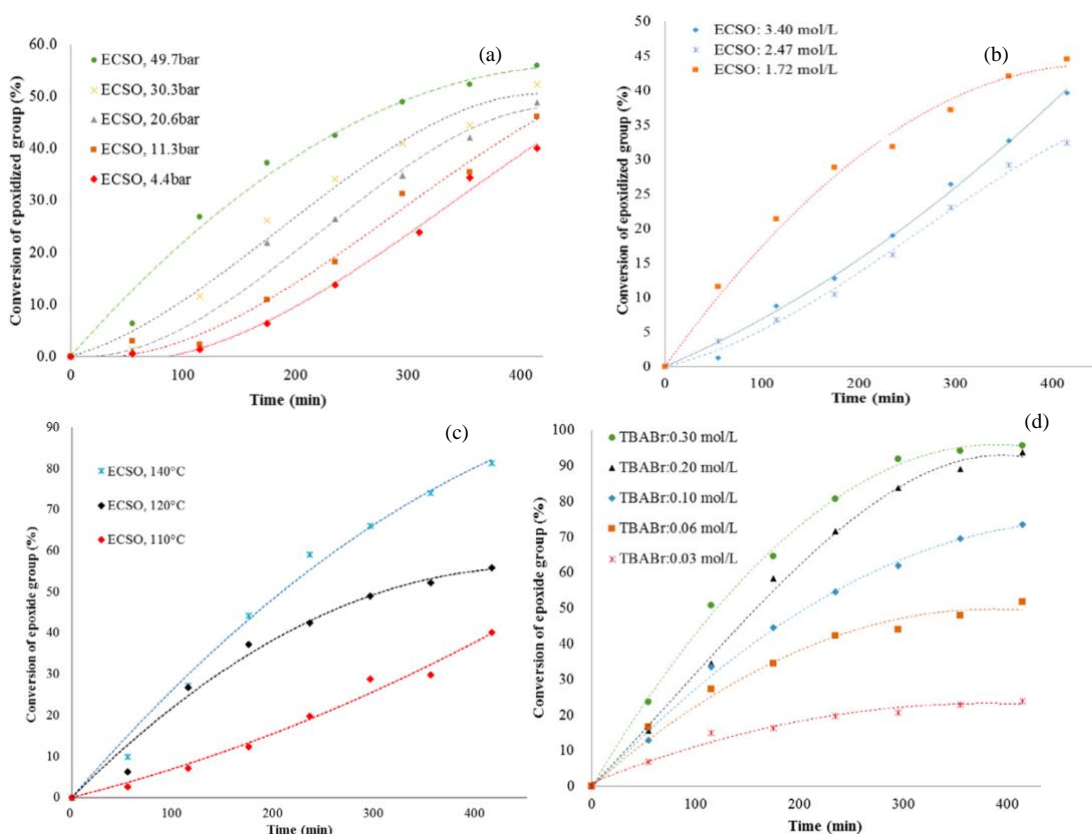 (a)
60.0
50.0
40.0
30.0
20.0
10.0
0.0
Conversion of epoxidized group (%)
ECSO, 49.7bar
ECSO, 30.3bar
ECSO, 20.6bar
ECSO, 11.3bar
ECSO, 4.4bar
0
100
200
300
400
Time (min)
(b)
50
45
40
35
30
25
20
15
10
5
0
Conversion of epoxidized group (%)
ECSO: 3.40 mol/L
ECSO: 2.47 mol/L
ECSO: 1.72 mol/L
0
100
200
300
400
Time (min)
(c)
90
80
70
60
50
40
30
20
10
0
Conversion of epoxide group (%)
ECSO, 140°C
ECSO, 120°C
ECSO, 110°C
0
100
200
300
400
Time (min)
(d)
100
90
80
70
60
50
40
30
20
10
0
Conversion of epoxide group (%)
TBABr:0.30 mol/L
TBABr:0.20 mol/L
TBABr:0.10 mol/L
TBABr:0.06 mol/L
TBABr:0.03 mol/L
0
100
200
300
400
Time (min)